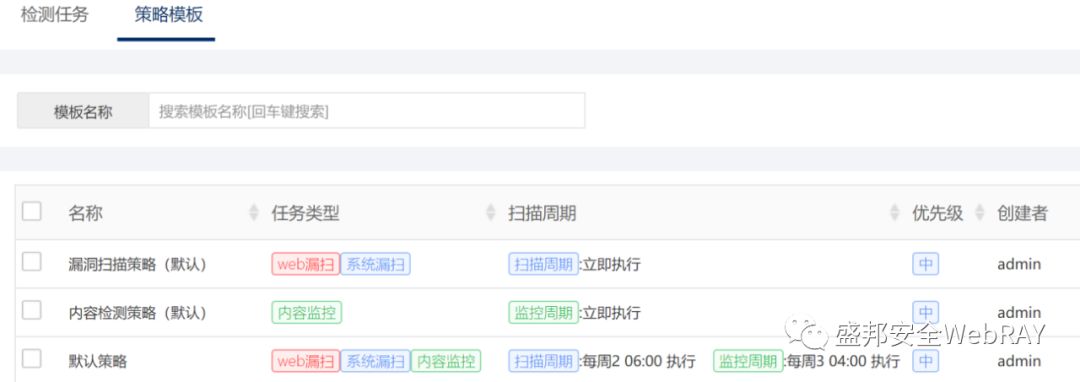 检测任务 策略模板
模板名称 搜索模板名称[回车键搜索]
名称 任务类型 扫描周期 优先级 创建者
漏洞扫描策略（默认） web漏扫 系统漏扫 扫描周期:立即执行 中 admin
内容检测策略（默认） 内容监控 监控周期:立即执行 中 admin
盛邦安全WebRAY
默认策略 web漏扫 系统漏扫 内容监控 扫描周期:每周2 06:00 执行 监控周期:每周3 04:00 执行 中 admin